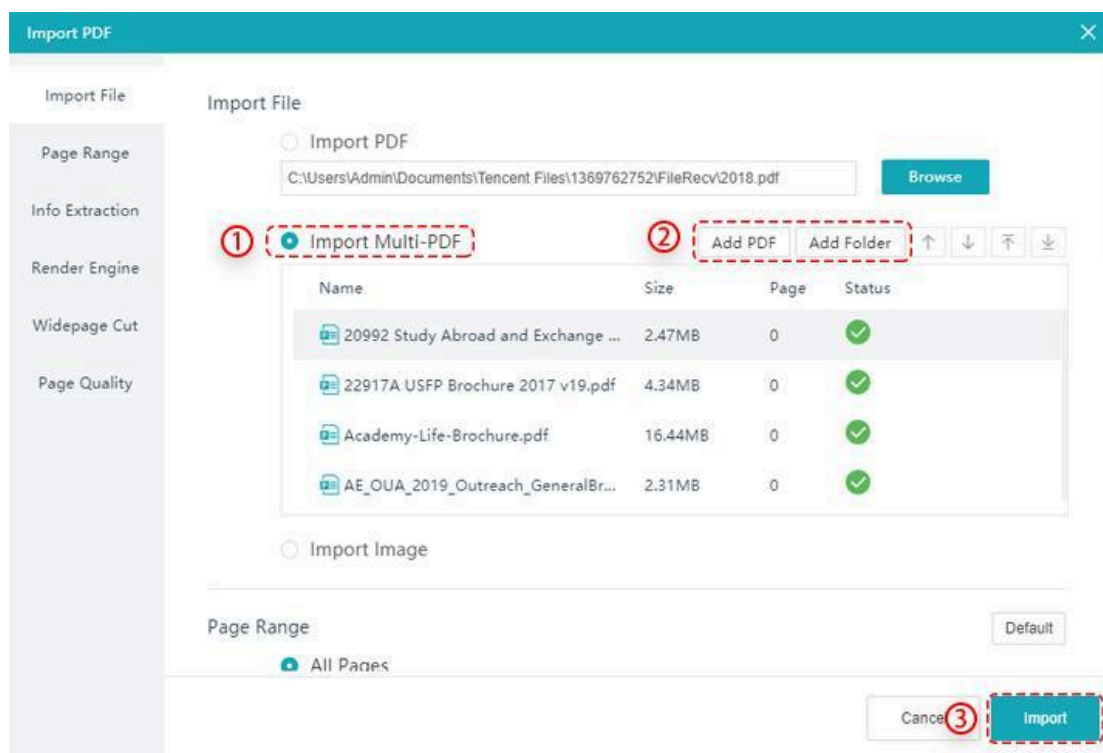 Import PDF
Import File
Page Range
Info Extraction
Render Engine
Widepage Cut
Page Quality
Import File
Import PDF
C:\Users\Admin\Documents\Tencent Files\1369762752\FileRecv\2018.pdf Browse
① Import Multi-PDF ② Add PDF Add Folder
Name Size Page Status
20992 Study Abroad and Exchange ... 2.47MB 0
22917A USFP Brochure 2017 v19.pdf 4.34MB 0
Academy-Life-Brochure.pdf 16.44MB 0
AE_OUA_2019_Outreach_GeneralBr... 2.31MB 0
Import Image
Page Range Default
All Pages
Cance ③ Import